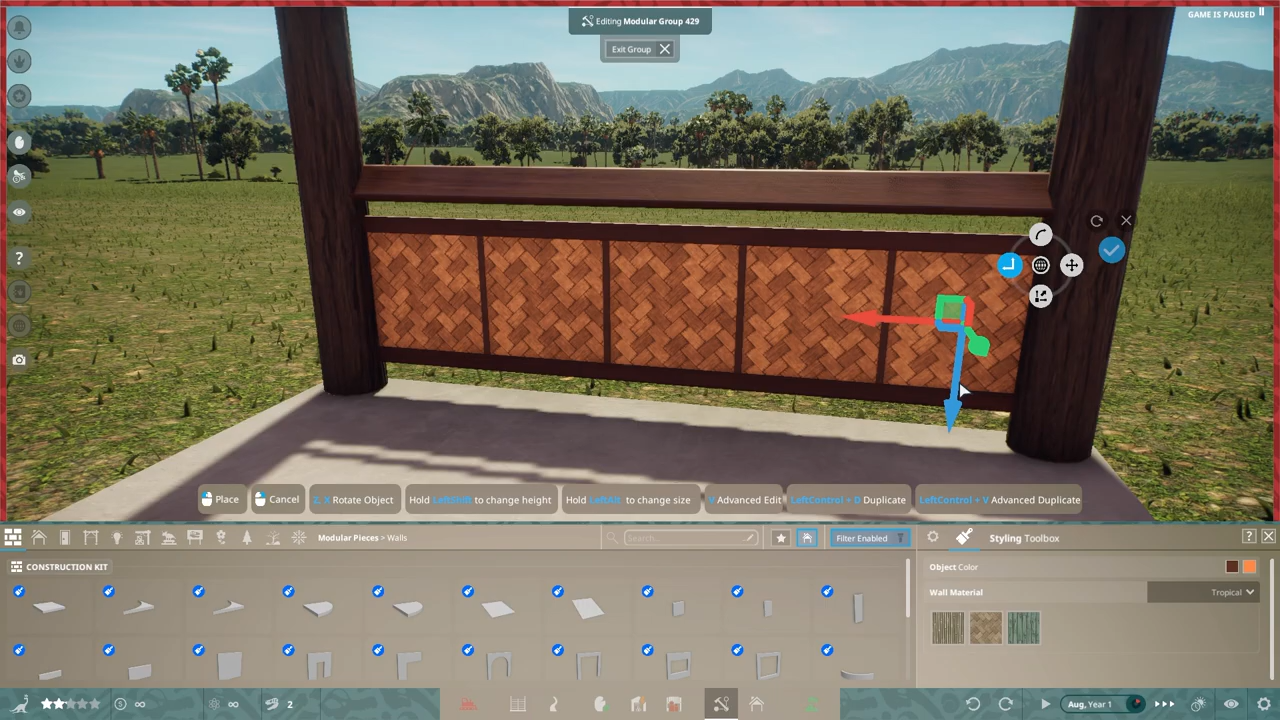 Editing Modular Group 429
GAME IS PAUSED
Exit Group
?
Place
Cancel
Z, X Rotate Object
Hold LeftShift to change height
Hold LeftAlt to change size
V Advanced Edit
LeftControl + D Duplicate
LeftControl + V Advanced Duplicate
Modular Pieces > Walls
Search...
Filter Enabled
Styling Toolbox
?
CONSTRUCTION KIT
Object Color
Wall Material
Tropical
$ ∞
∞
2
Aug, Year 1